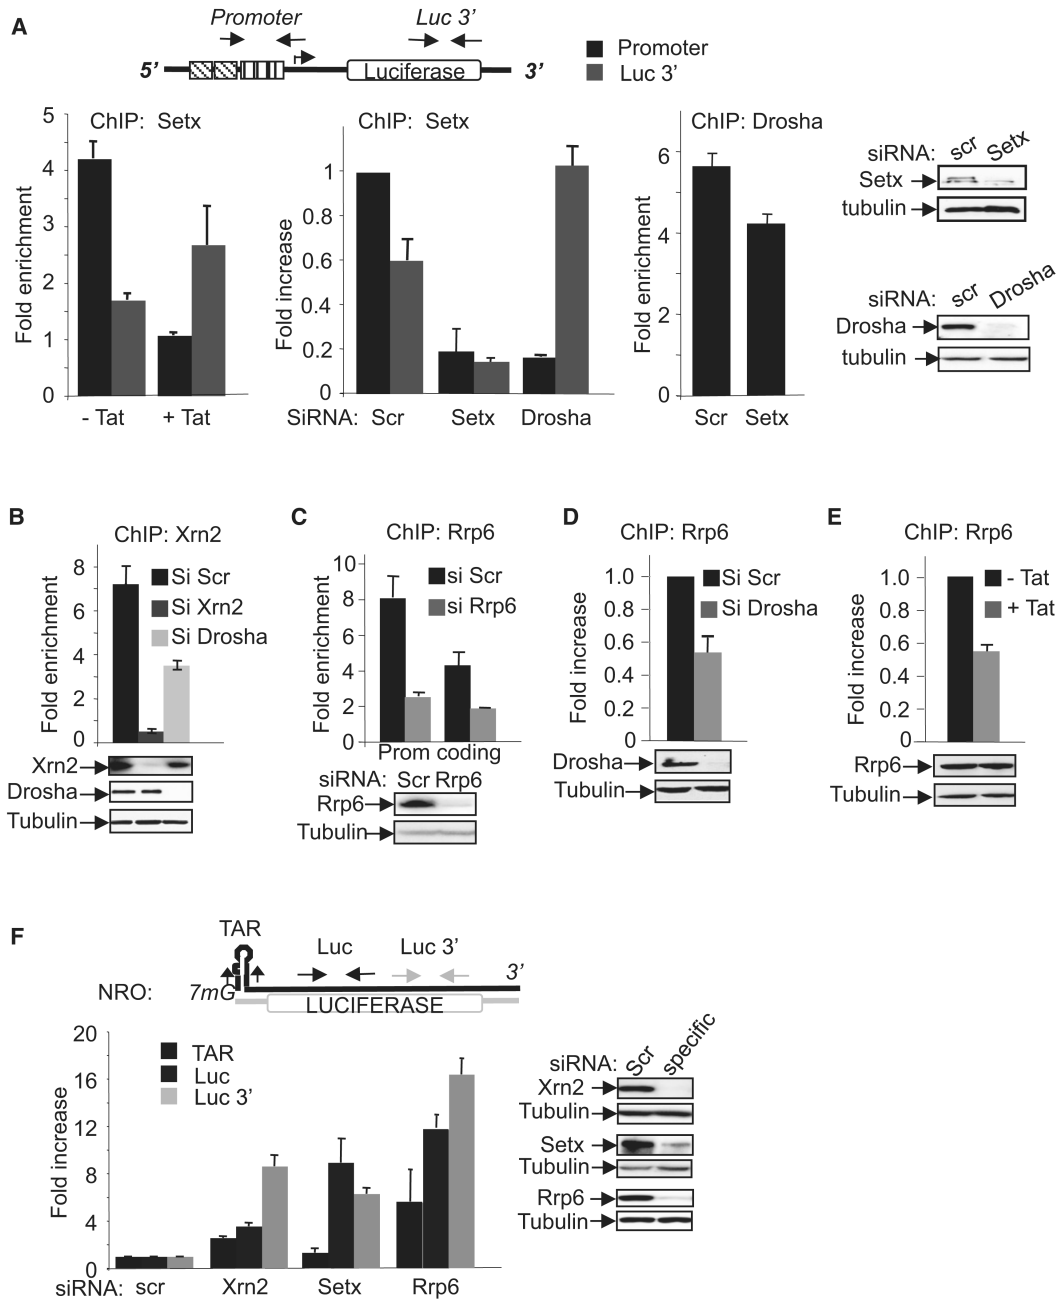 A
Promoter
Luc 3’
5’
Luciferase
3’
Promoter
Luc 3’
ChIP: Setx
Fold enrichment
5
4
3
2
1
0
- Tat
+ Tat
ChIP: Setx
Fold increase
1
0.8
0.6
0.4
0.2
0
SiRNA: Scr
Setx
Drosha
ChIP: Drosha
Fold enrichment
6
4
2
0
Scr
Setx
siRNA: scr Setx
Setx
tubulin
siRNA: scr Drosha
Drosha
tubulin
B
ChIP: Xrn2
Fold enrichment
8
6
4
2
0
Si Scr
Si Xrn2
Si Drosha
Xrn2
Drosha
Tubulin
C
ChIP: Rrp6
Fold enrichment
10
8
6
4
2
0
si Scr
si Rrp6
Prom coding
siRNA: Scr Rrp6
Rrp6
Tubulin
D
ChIP: Rrp6
Fold increase
1.0
0.8
0.6
0.4
0.2
0
Si Scr
Si Drosha
Drosha
Tubulin
E
ChIP: Rrp6
Fold increase
1.0
0.8
0.6
0.4
0.2
0
- Tat
+ Tat
Rrp6
Tubulin
F
TAR
Luc
Luc 3’
3’
NRO:
7mG
LUCIFERASE
Fold increase
20
16
12
8
4
0
TAR
Luc
Luc 3’
siRNA: scr
Xrn2
Setx
Rrp6
siRNA: Scr specific
Xrn2
Tubulin
Setx
Tubulin
Rrp6
Tubulin